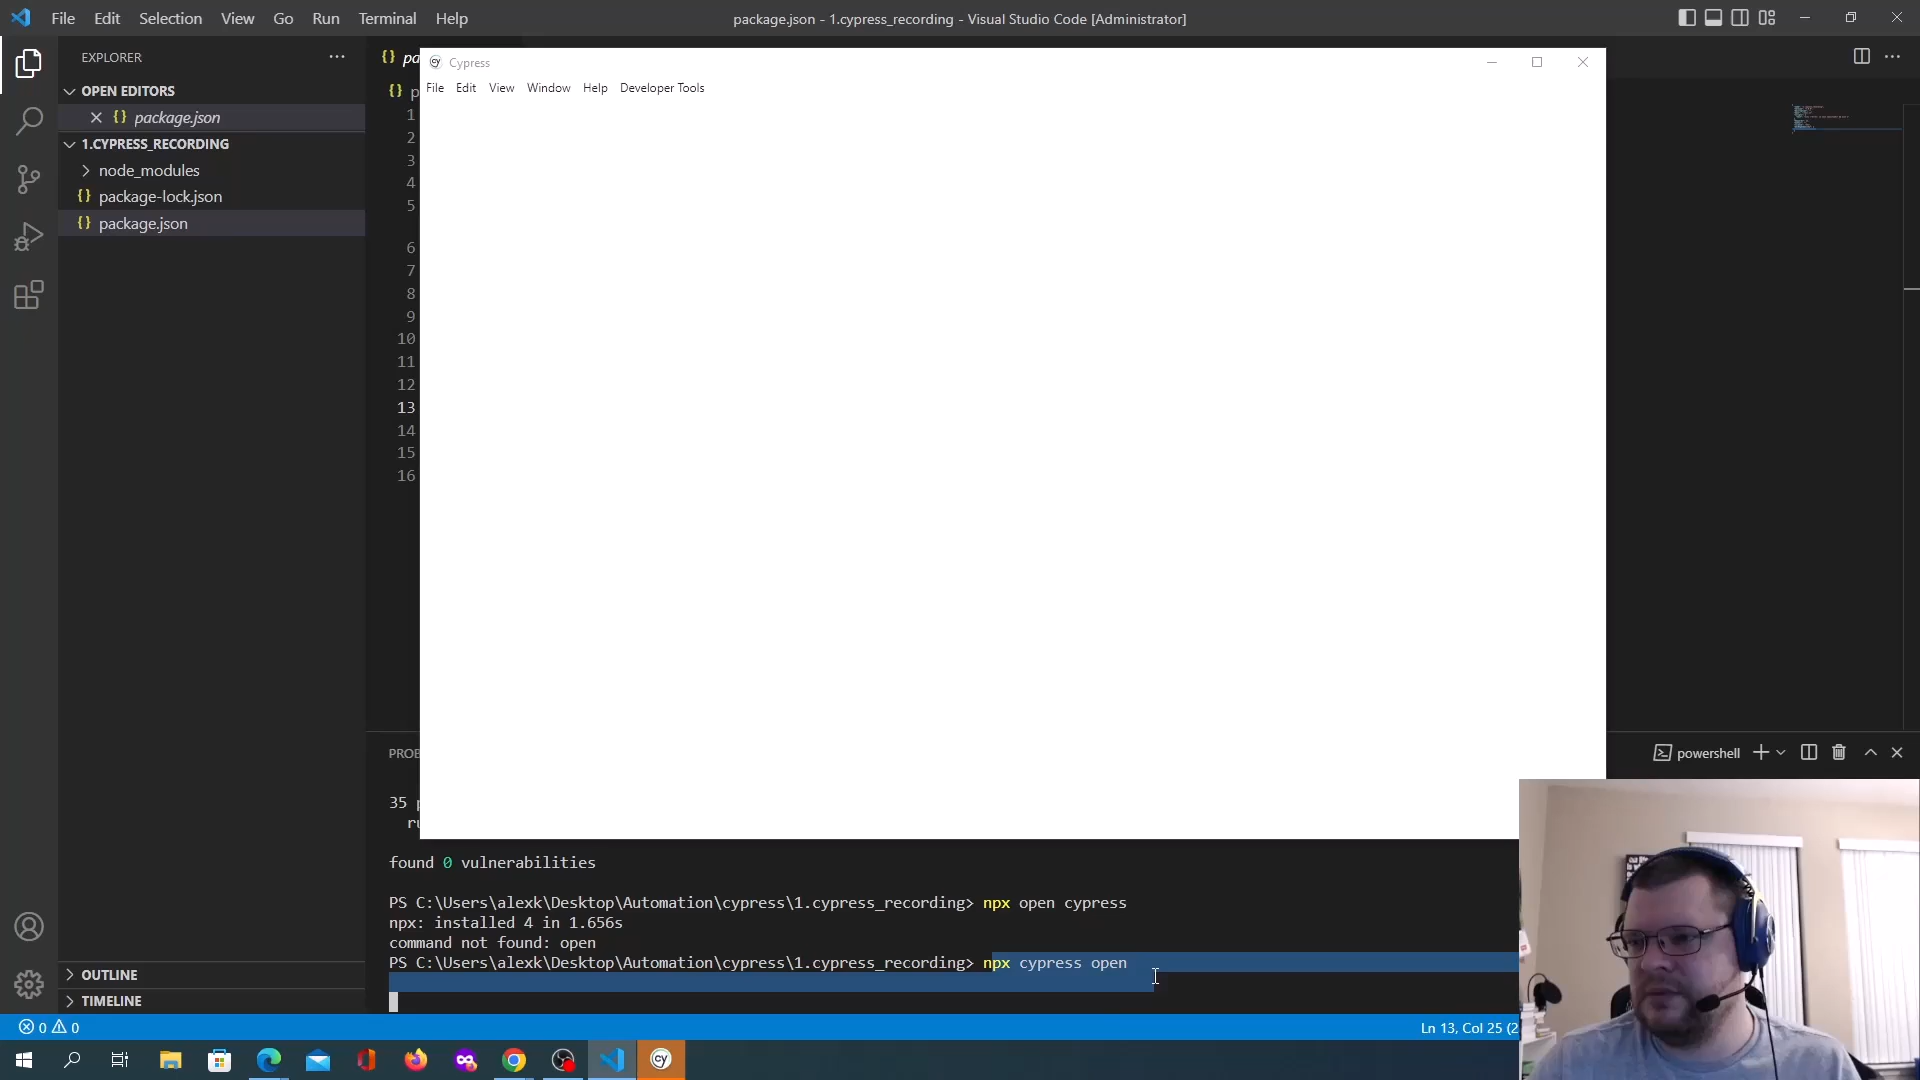 File Edit Selection View Go Run Terminal Help
package.json - 1.cypress_recording - Visual Studio Code [Administrator]
EXPLORER
OPEN EDITORS
package.json
1.CYPRESS_RECORDING
node_modules
package-lock.json
package.json
OUTLINE
TIMELINE
Cypress
File Edit View Window Help Developer Tools
1
2
3
4
5
6
7
8
9
10
11
12
13
14
15
16
powershell
35
found 0 vulnerabilities
PS C:\Users\alexk\Desktop\Automation\cypress\1.cypress_recording> npx open cypress
npx: installed 4 in 1.656s
command not found: open
PS C:\Users\alexk\Desktop\Automation\cypress\1.cypress_recording> npx cypress open
0 0
Ln 13, Col 25 (2
cy